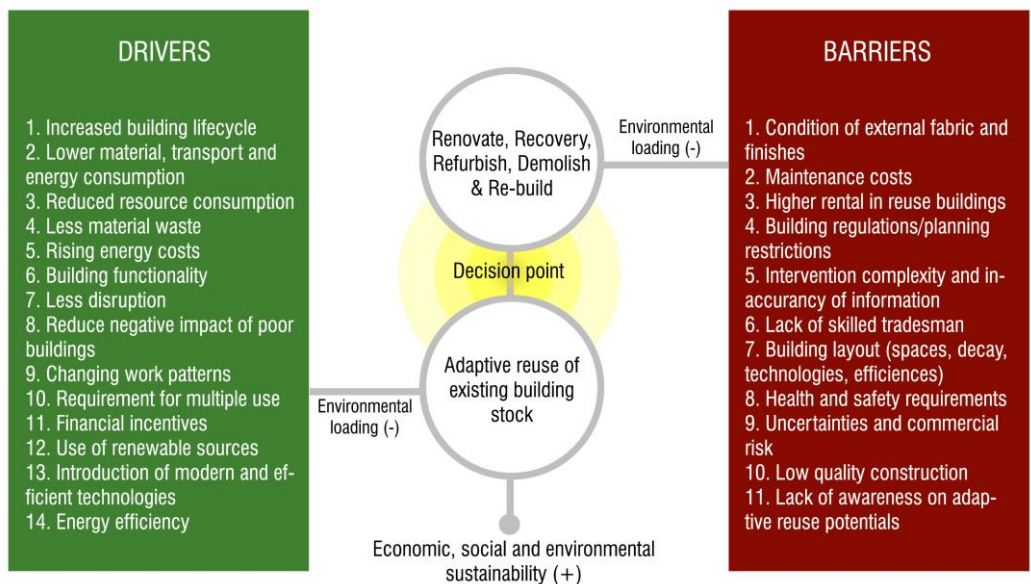 DRIVERS
1. Increased building lifecycle
2. Lower material, transport and
energy consumption
3. Reduced resource consumption
4. Less material waste
5. Rising energy costs
6. Building functionality
7. Less disruption
8. Reduce negative impact of poor
buildings
9. Changing work patterns
10. Requirement for multiple use
11. Financial incentives
12. Use of renewable sources
13. Introduction of modern and ef-
ficient technologies
14. Energy efficiency
Renovate, Recovery,
Refurbish, Demolish
& Re-build
Environmental
loading (-)
Decision point
Adaptive reuse of
existing building
stock
Environmental
loading (-)
Economic, social and environmental
sustainability (+)
BARRIERS
1. Condition of external fabric and
finishes
2. Maintenance costs
3. Higher rental in reuse buildings
4. Building regulations/planning
restrictions
5. Intervention complexity and in-
accurancy of information
6. Lack of skilled tradesman
7. Building layout (spaces, decay,
technologies, efficiences)
8. Health and safety requirements
9. Uncertainties and commercial
risk
10. Low quality construction
11. Lack of awareness on adap-
tive reuse potentials